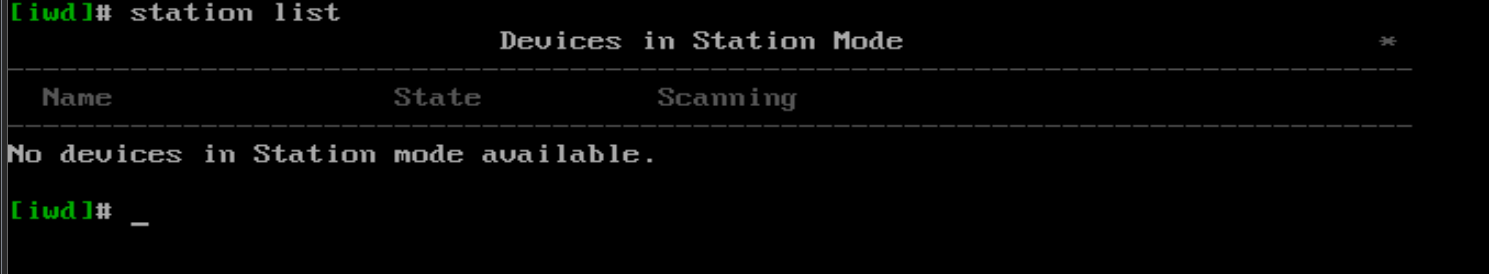 [iwd]# station list
Devices in Station Mode *
Name State Scanning
No devices in Station mode available.
[iwd]# _